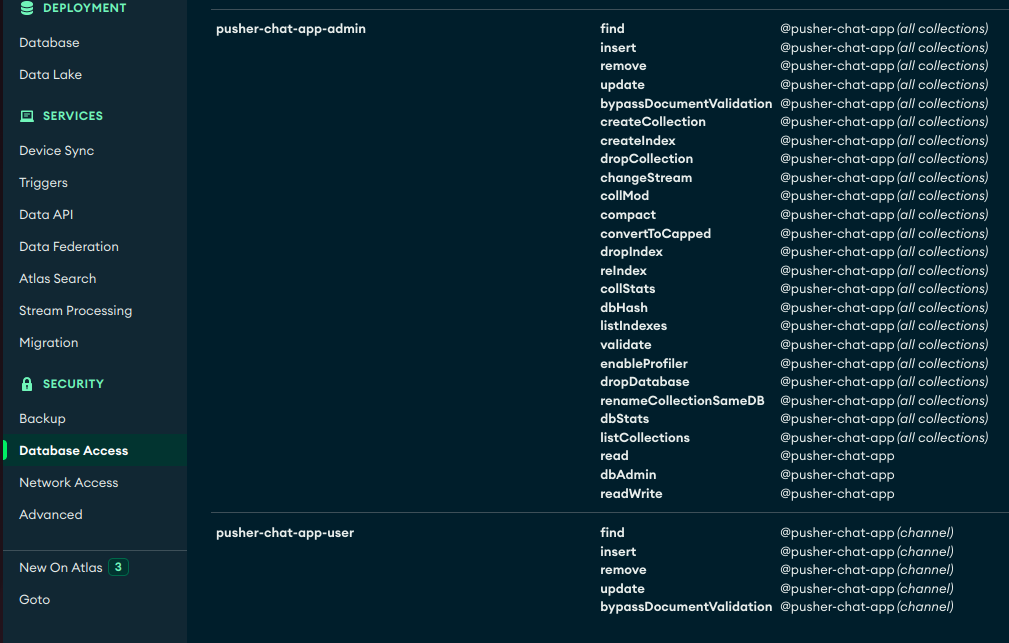 DEPLOYMENT
Database
Data Lake
SERVICES
Device Sync
Triggers
Data API
Data Federation
Atlas Search
Stream Processing
Migration
SECURITY
Backup
Database Access
Network Access
Advanced
New On Atlas 3
Goto
pusher-chat-app-admin
find @pusher-chat-app (all collections)
insert @pusher-chat-app (all collections)
remove @pusher-chat-app (all collections)
update @pusher-chat-app (all collections)
bypassDocumentValidation @pusher-chat-app (all collections)
createCollection @pusher-chat-app (all collections)
createIndex @pusher-chat-app (all collections)
dropCollection @pusher-chat-app (all collections)
changeStream @pusher-chat-app (all collections)
collMod @pusher-chat-app (all collections)
compact @pusher-chat-app (all collections)
convertToCapped @pusher-chat-app (all collections)
dropIndex @pusher-chat-app (all collections)
reIndex @pusher-chat-app (all collections)
collStats @pusher-chat-app (all collections)
dbHash @pusher-chat-app (all collections)
listIndexes @pusher-chat-app (all collections)
validate @pusher-chat-app (all collections)
enableProfiler @pusher-chat-app (all collections)
dropDatabase @pusher-chat-app (all collections)
renameCollectionSameDB @pusher-chat-app (all collections)
dbStats @pusher-chat-app (all collections)
listCollections @pusher-chat-app (all collections)
read @pusher-chat-app
dbAdmin @pusher-chat-app
readWrite @pusher-chat-app
pusher-chat-app-user
find @pusher-chat-app (channel)
insert @pusher-chat-app (channel)
remove @pusher-chat-app (channel)
update @pusher-chat-app (channel)
bypassDocumentValidation @pusher-chat-app (channel)